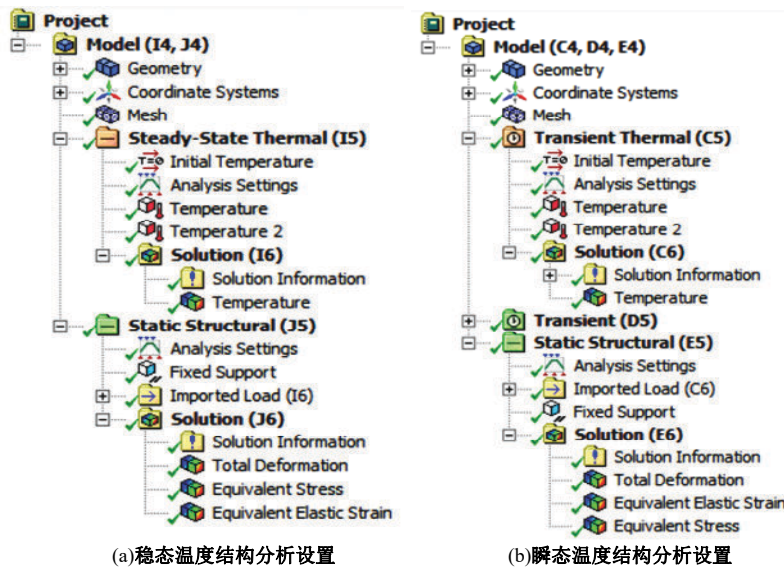 Project
Model (I4, J4)
Geometry
Coordinate Systems
Mesh
Steady-State Thermal (I5)
Initial Temperature
Analysis Settings
Temperature
Temperature 2
Solution (I6)
Solution Information
Temperature
Static Structural (J5)
Analysis Settings
Fixed Support
Imported Load (I6)
Solution (J6)
Solution Information
Total Deformation
Equivalent Stress
Equivalent Elastic Strain
(a)稳态温度结构分析设置
Project
Model (C4, D4, E4)
Geometry
Coordinate Systems
Mesh
Transient Thermal (C5)
Initial Temperature
Analysis Settings
Temperature
Temperature 2
Solution (C6)
Solution Information
Temperature
Transient (D5)
Static Structural (E5)
Analysis Settings
Imported Load (C6)
Fixed Support
Solution (E6)
Solution Information
Total Deformation
Equivalent Elastic Strain
Equivalent Stress
(b)瞬态温度结构分析设置